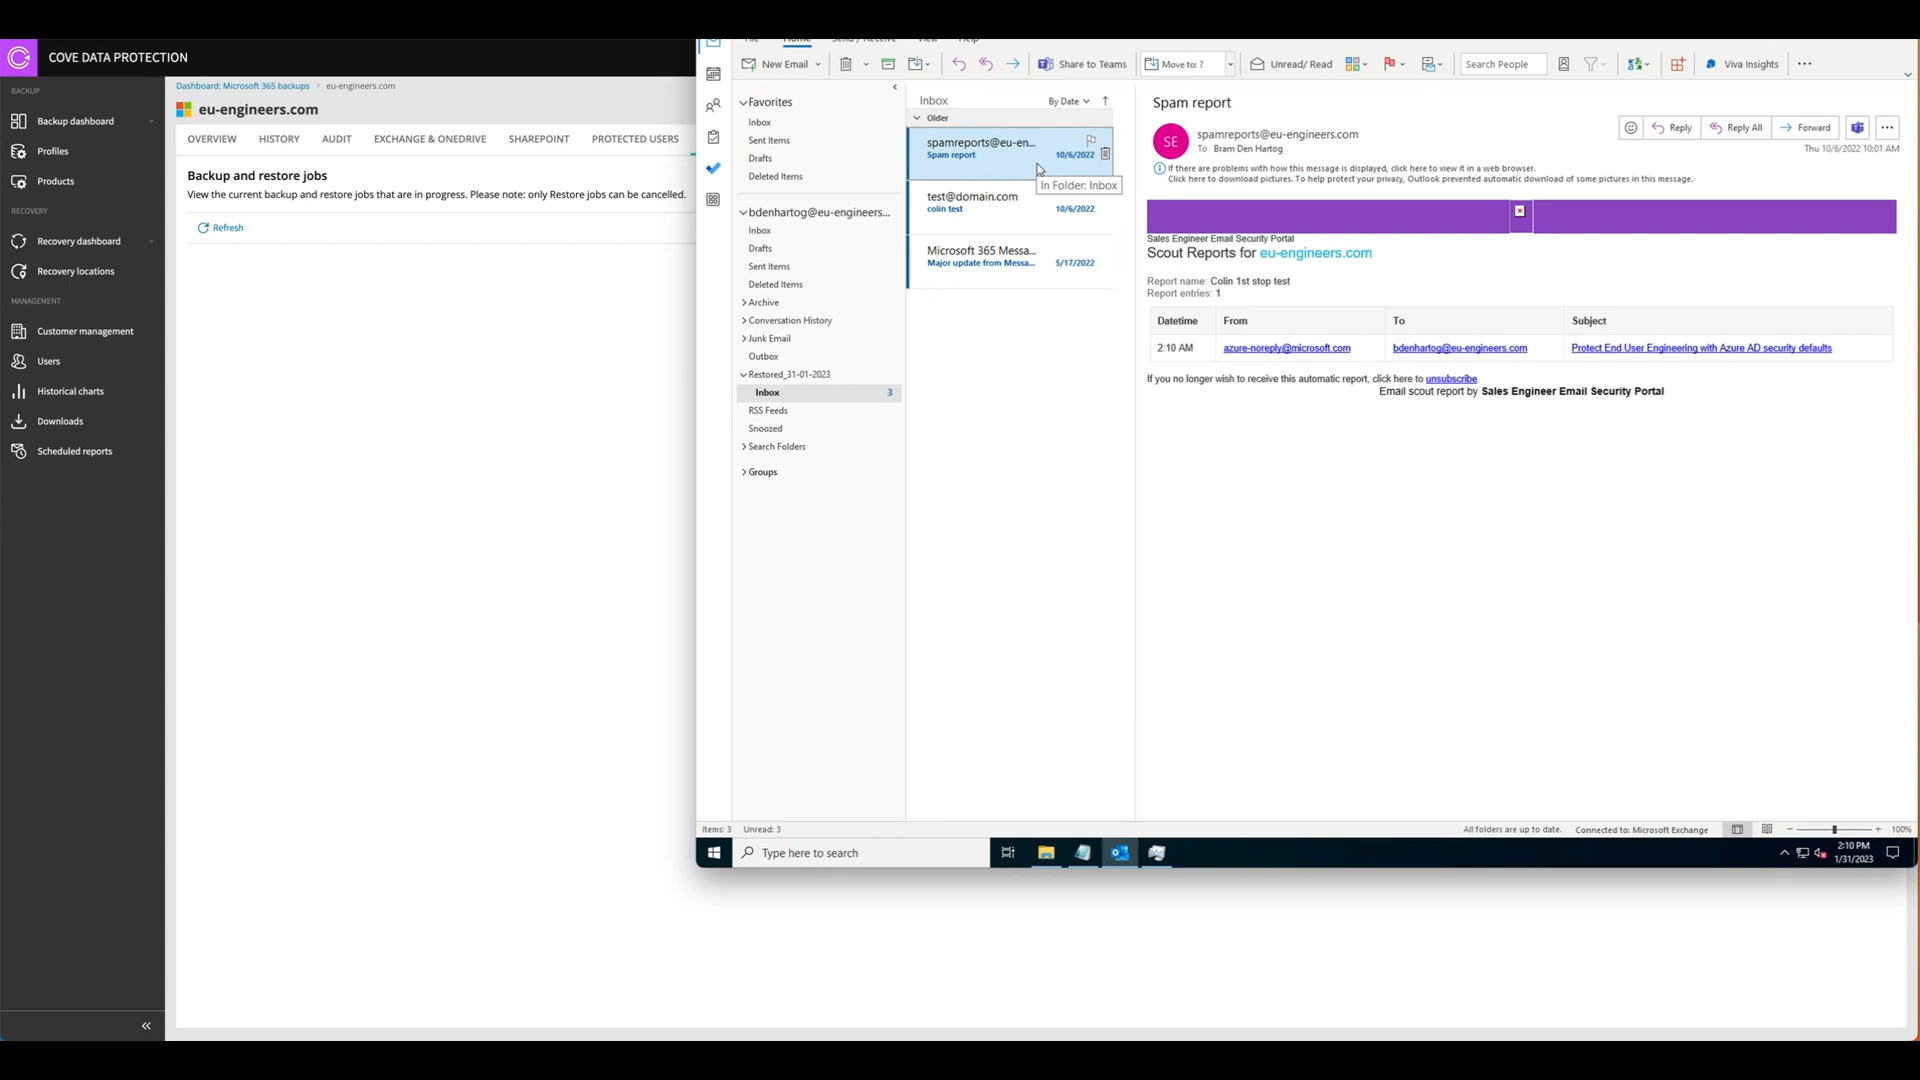 COVE DATA PROTECTION
BACKUP
Backup dashboard
Profiles
Products
RECOVERY
Recovery dashboard
Recovery locations
MANAGEMENT
Customer management
Users
Historical charts
Downloads
Scheduled reports
Dashboard: Microsoft 365 backups > eu-engineers.com
eu-engineers.com
OVERVIEW HISTORY AUDIT EXCHANGE & ONEDRIVE SHAREPOINT PROTECTED USERS
Backup and restore jobs
View the current backup and restore jobs that are in progress. Please note: only Restore jobs can be cancelled.
Refresh
File Home Send / Receive View Help
New Email Share to Teams Move to: ? Unread/ Read Search People Viva Insights
Favorites
Inbox
Sent Items
Drafts
Deleted Items
bdenhartog@eu-engineers...
Inbox
Drafts
Sent Items
Deleted Items
Archive
Conversation History
Junk Email
Outbox
Restored_31-01-2023
Inbox 3
RSS Feeds
Snoozed
Search Folders
Groups
Inbox By Date
Older
spamreports@eu-en...
Spam report 10/6/2022
In Folder: Inbox
test@domain.com
colin test 10/6/2022
Microsoft 365 Messa...
Major update from Messa... 5/17/2022
Spam report
SE
spamreports@eu-engineers.com
To Bram Den Hartog
Reply Reply All Forward
Thu 10/6/2022 10:01 AM
If there are problems with how this message is displayed, click here to view it in a web browser.
Click here to download pictures. To help protect your privacy, Outlook prevented automatic download of some pictures in this message.
Sales Engineer Email Security Portal
Scout Reports for eu-engineers.com
Report name: Colin 1st stop test
Report entries: 1
Datetime From To Subject
2:10 AM azure-noreply@microsoft.com bdenhartog@eu-engineers.com Protect End User Engineering with Azure AD security defaults
If you no longer wish to receive this automatic report, click here to unsubscribe.
Email scout report by Sales Engineer Email Security Portal
Items: 3 Unread: 3 All folders are up to date. Connected to: Microsoft Exchange 100%
Type here to search
2:10 PM
1/31/2023